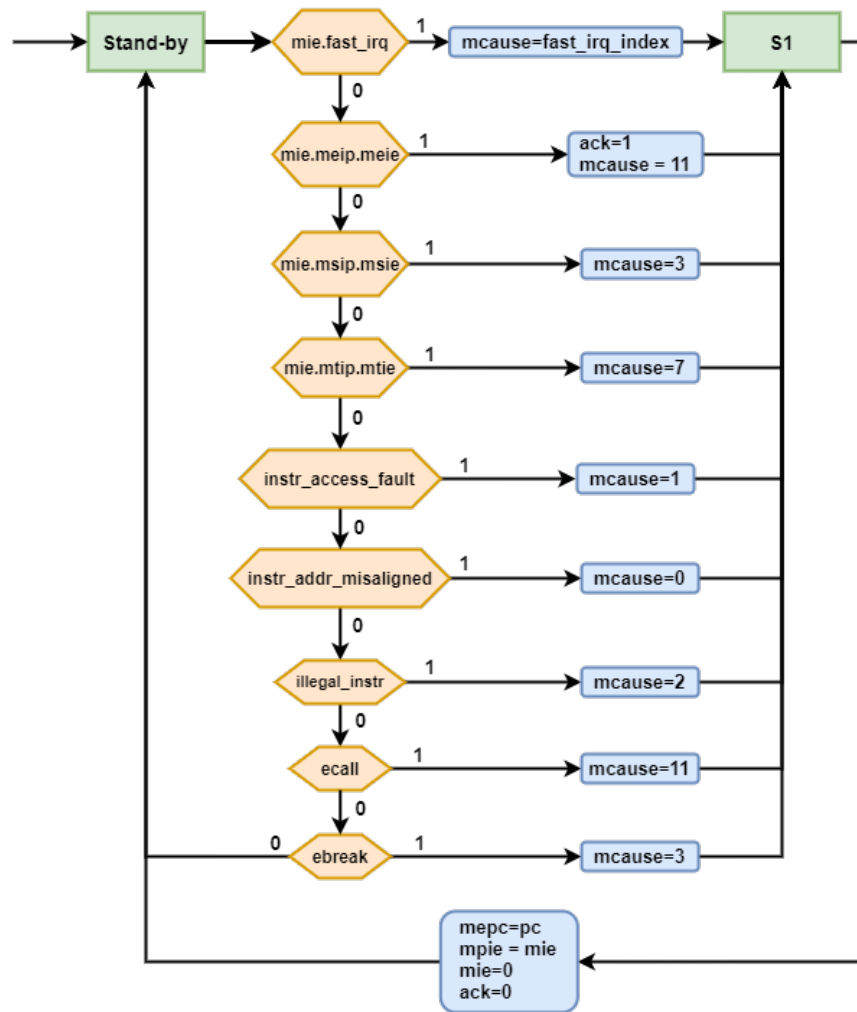 Stand-by
mie.fast_irq
1
mcause=fast_irq_index
S1
0
mie.meip.meie
1
ack=1
mcause = 11
0
mie.msip.msie
1
mcause=3
0
mie.mtip.mtie
1
mcause=7
0
instr_access_fault
1
mcause=1
0
instr_addr_misaligned
1
mcause=0
0
illegal_instr
1
mcause=2
0
ecall
1
mcause=11
0
0
ebreak
1
mcause=3
mepc=pc
mpie = mie
mie=0
ack=0